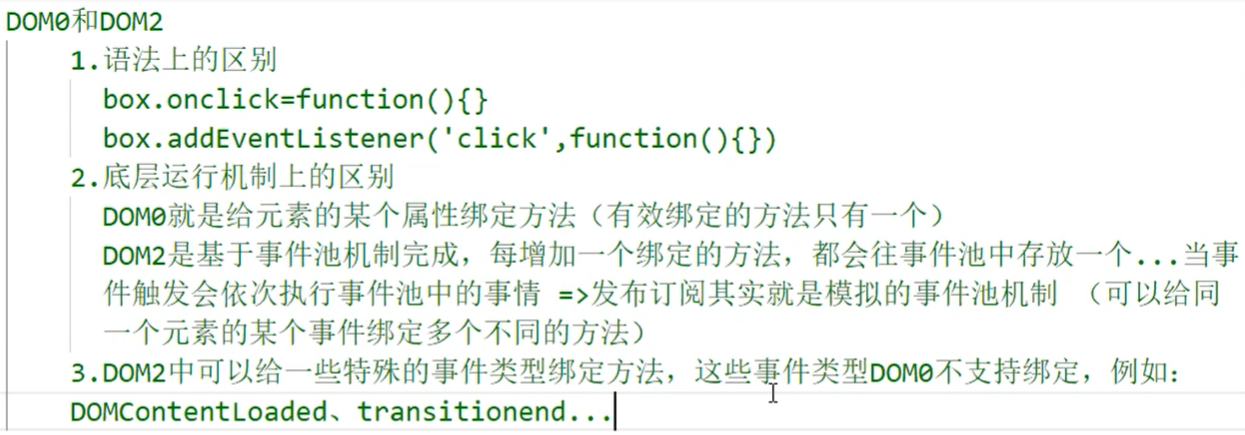 DOM0和DOM2
1.语法上的区别
box.onclick=function(){}
box.addEventListener('click',function(){})
2.底层运行机制上的区别
DOM0就是给元素的某个属性绑定方法（有效绑定的方法只有一个）
DOM2是基于事件池机制完成，每增加一个绑定的方法，都会往事件池中存放一个...当事
件触发会依次执行事件池中的事情 =>发布订阅其实就是模拟的事件池机制 （可以给同
一个元素的某个事件绑定多个不同的方法）
3.DOM2中可以给一些特殊的事件类型绑定方法，这些事件类型DOM0不支持绑定，例如：
DOMContentLoaded、transitionend...